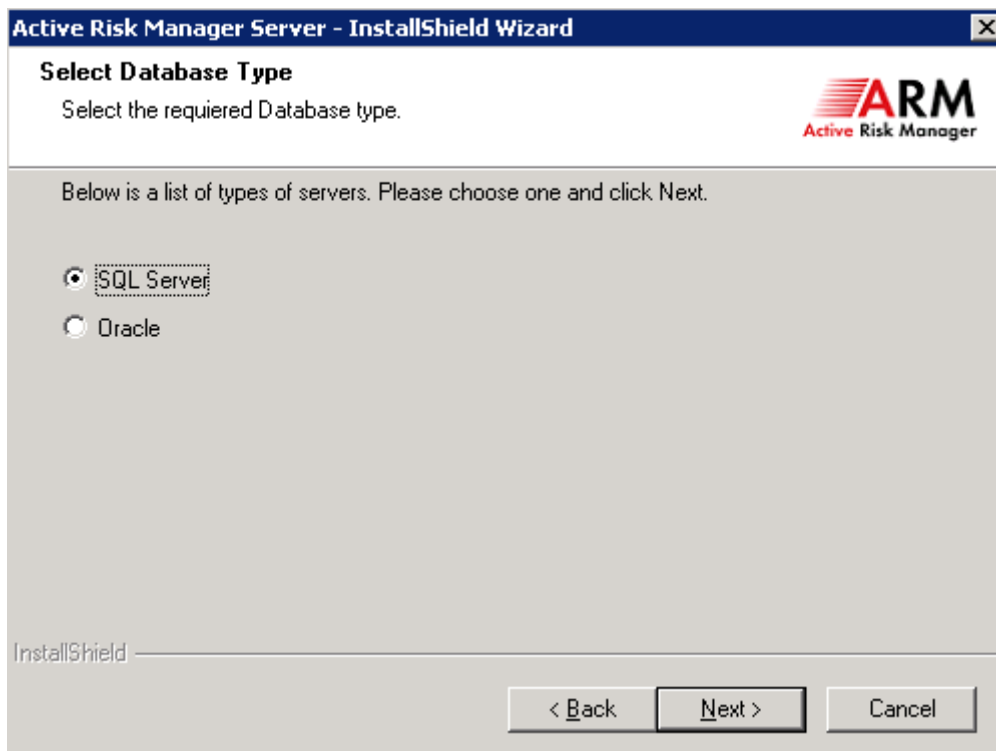 Active Risk Manager Server - InstallShield Wizard
Select Database Type
Select the requiered Database type.
ARM
Active Risk Manager
Below is a list of types of servers. Please choose one and click Next.
SQL Server
Oracle
InstallShield
< Back
Next >
Cancel